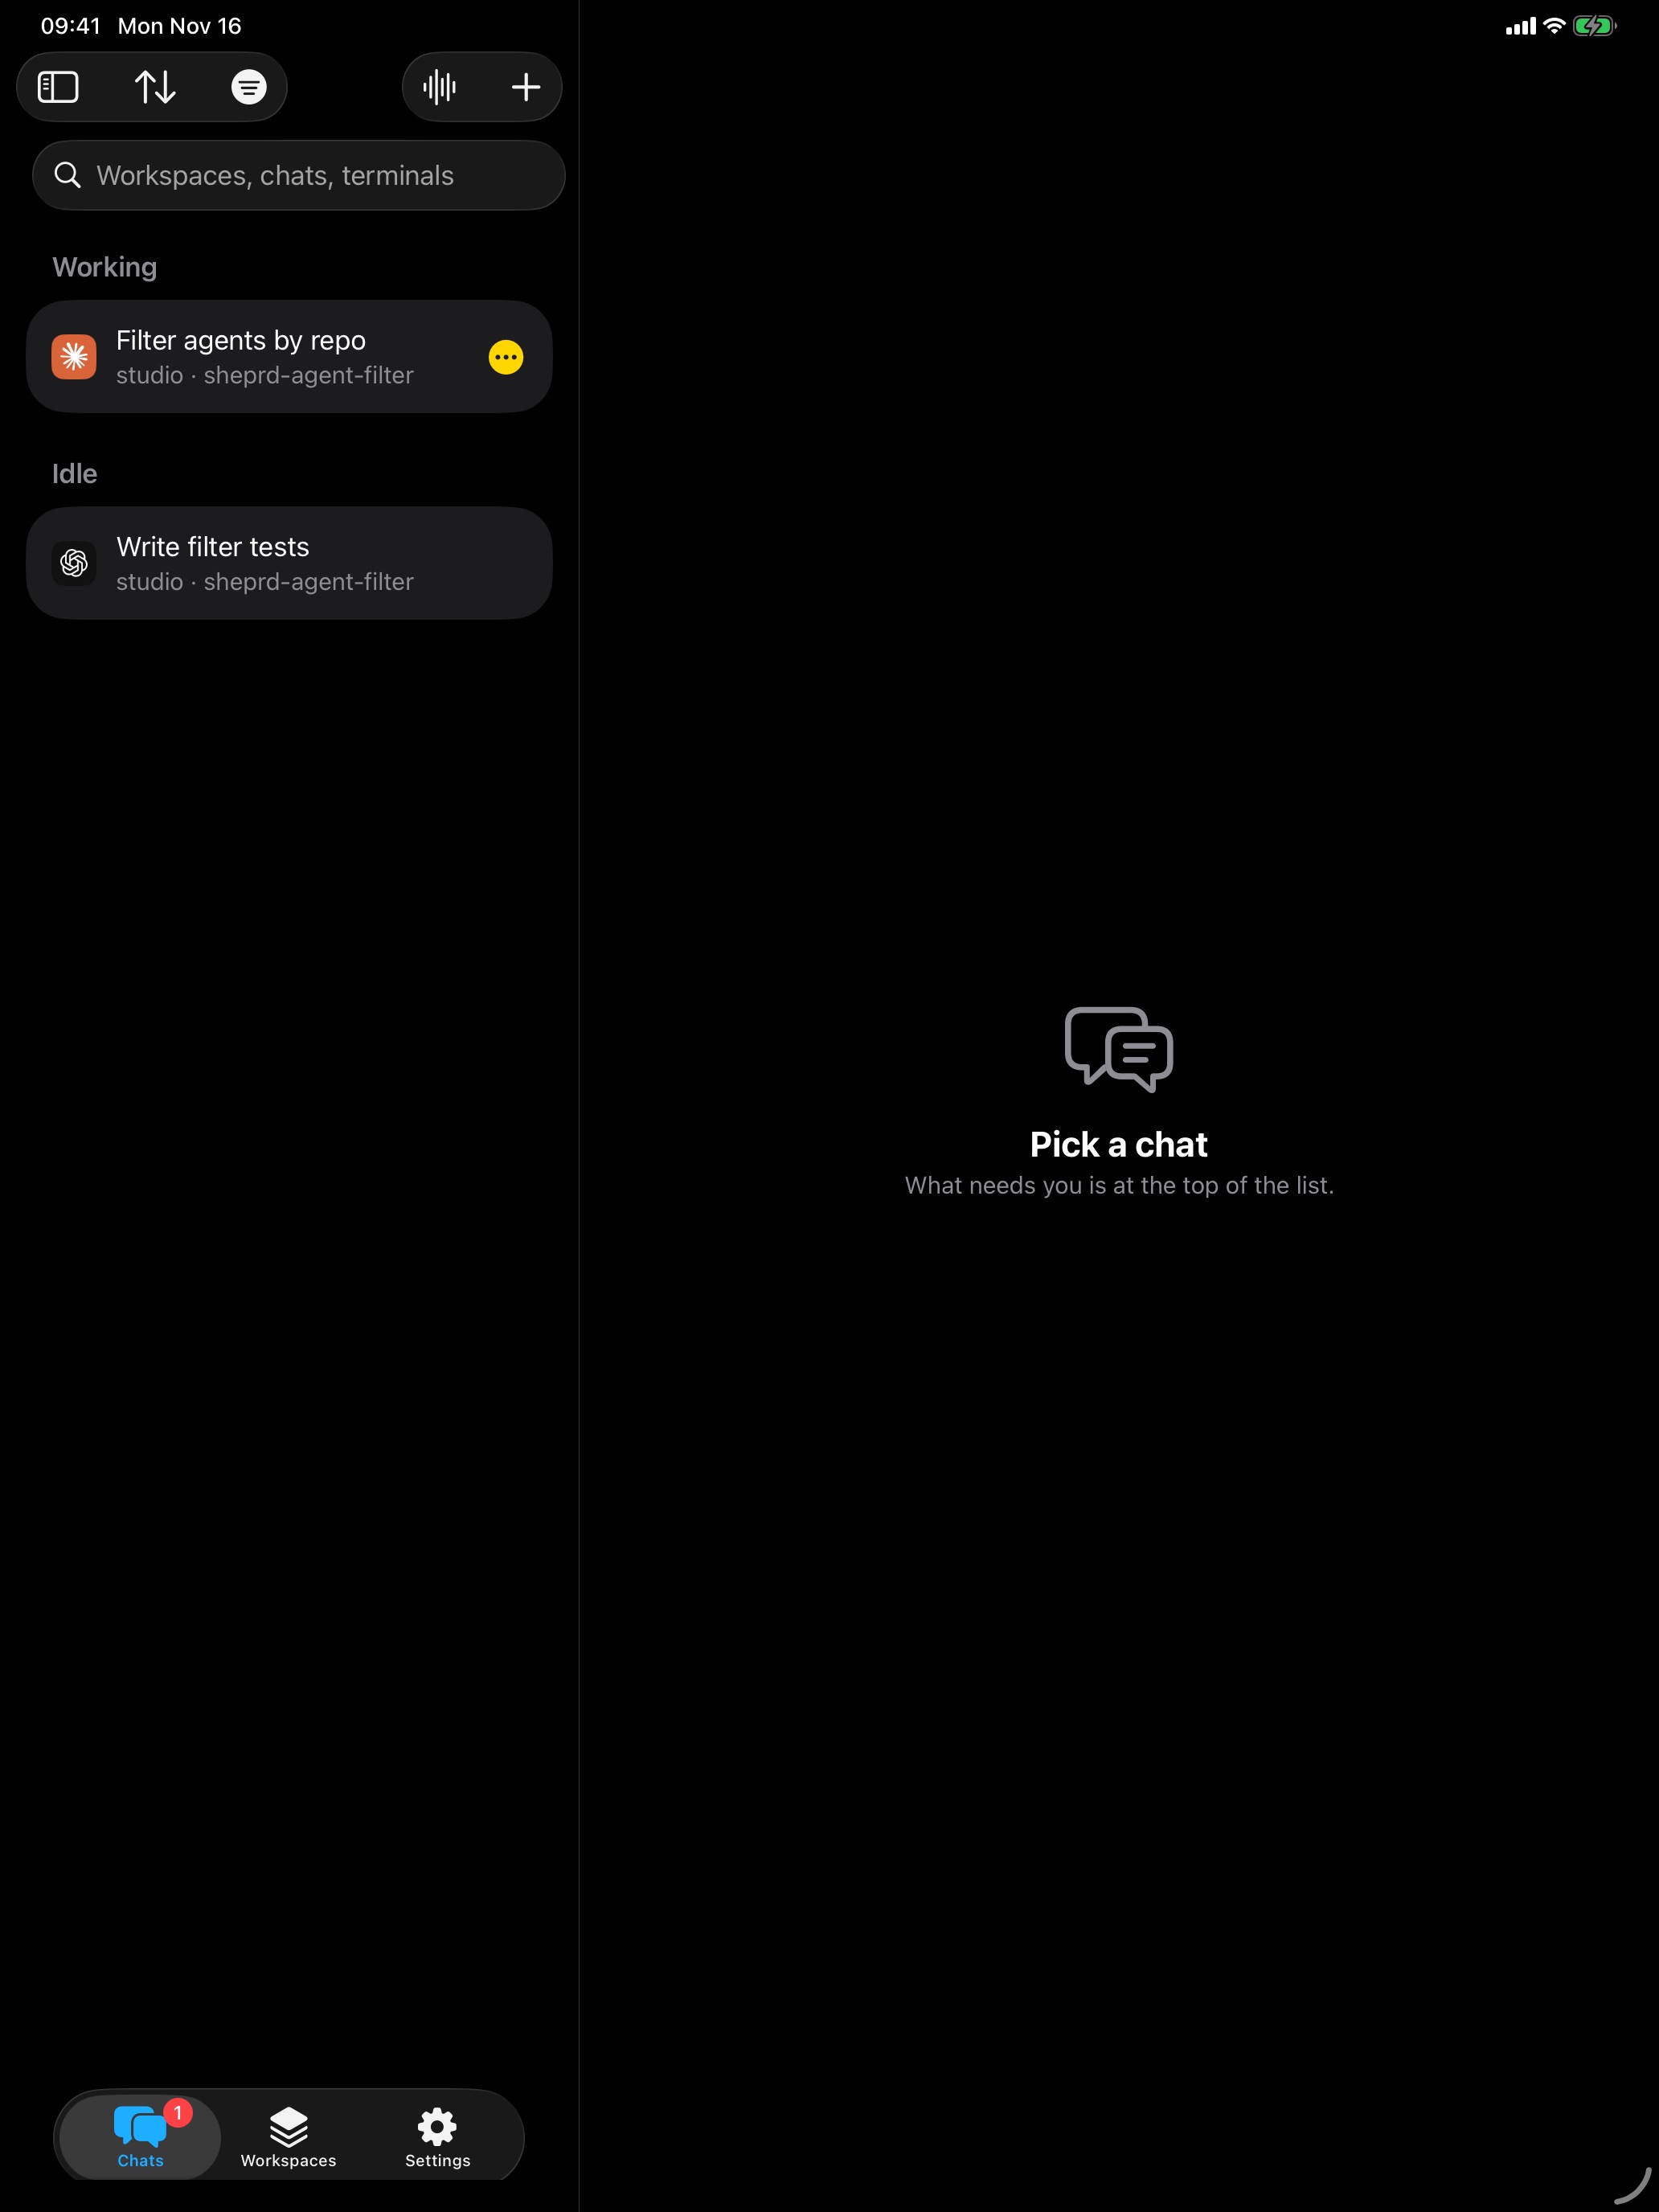 09:41 Mon Nov 16
Workspaces, chats, terminals
Working
Filter agents by repo
studio · sheprd-agent-filter
Idle
Write filter tests
studio · sheprd-agent-filter
Pick a chat
What needs you is at the top of the list.
1
Chats
Workspaces
Settings